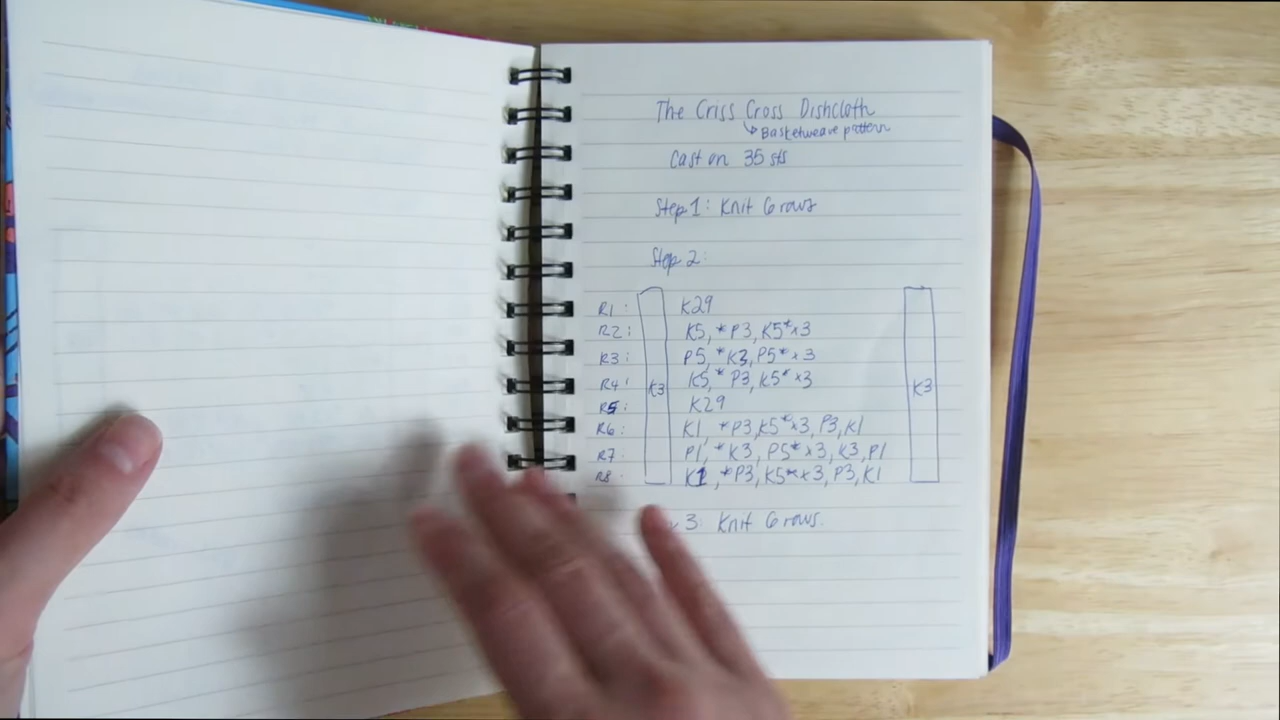 The Criss Cross Dishcloth
↳ Basketweave pattern
Cast on 35 sts
Step 1: Knit 6 rows
Step 2:
R1: K29
R2: K5, *P3, K5* x3
R3: P5, *K3, P5* x3
R4: K5, *P3, K5* x3
K3
K3
R5: K29
R6: K1, *P3, K5* x3, P3, K1
R7: P1, *K3, P5* x3, K3, P1
R8: K1, *P3, K5* x3, P3, K1
3: Knit 6 rows.